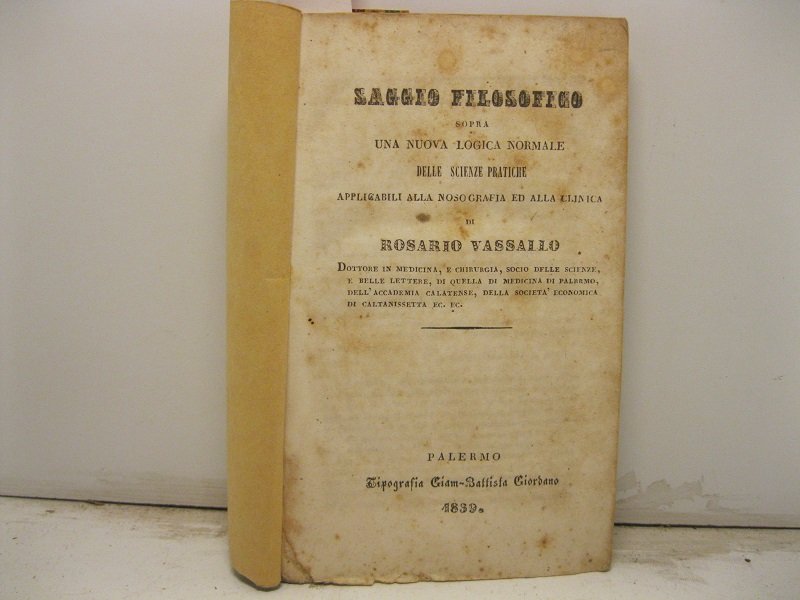 SAGGIO FILOSOFICO
SOPRA
UNA NUOVA LOGICA NORMALE
DELLE SCIENZE PRATICHE
APPLICABILI ALLA NOSOGRAFIA ED ALLA CLINICA
DI
ROSARIO VASSALLO
DOTTORE IN MEDICINA, E CHIRURGIA, SOCIO DELLE SCIENZE,
E BELLE LETTERE, DI QUELLA DI MEDICINA DI PALERMO,
DELL'ACCADEMIA CALATENSE, DELLA SOCIETA' ECONOMICA
DI CALTANISSETTA EC. EC.
PALERMO
Tipografia Giam-Battista Giordano
1839.